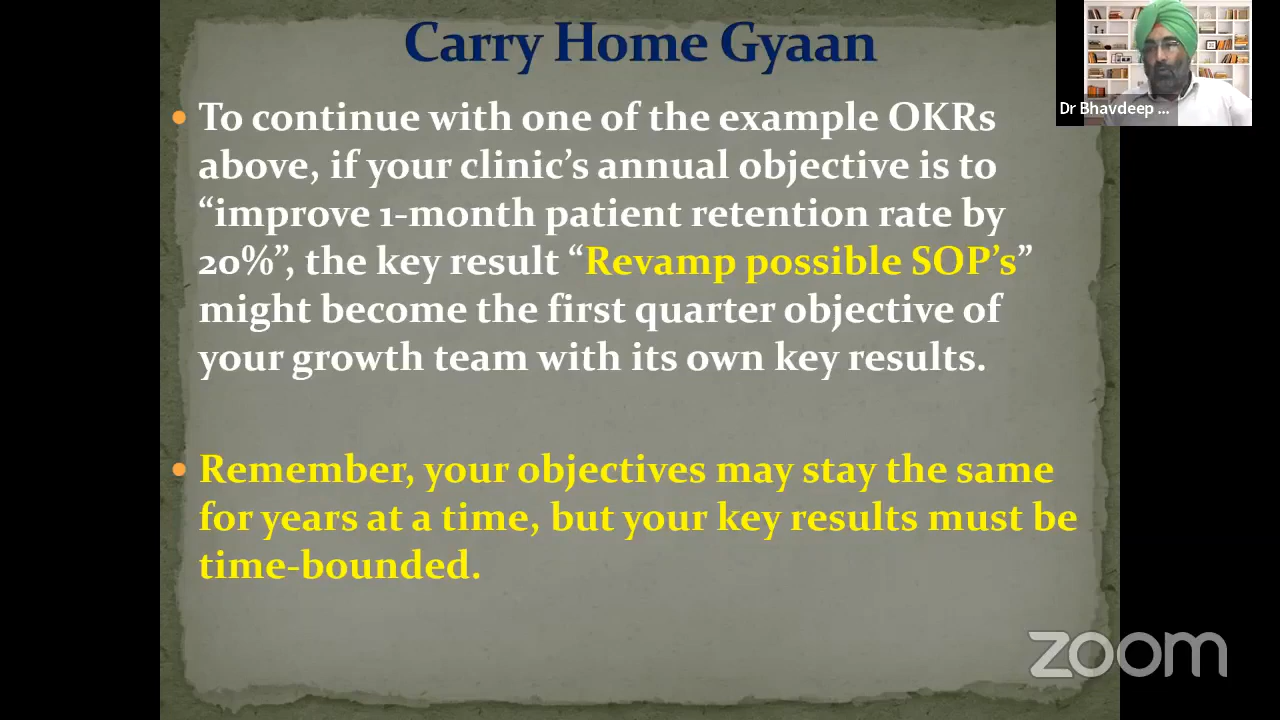 Carry Home Gyaan
Dr Bhavdeep ...
• To continue with one of the example OKRs
above, if your clinic’s annual objective is to
“improve 1-month patient retention rate by
20%”, the key result “Revamp possible SOP’s”
might become the first quarter objective of
your growth team with its own key results.
• Remember, your objectives may stay the same
for years at a time, but your key results must be
time-bounded.
zoom